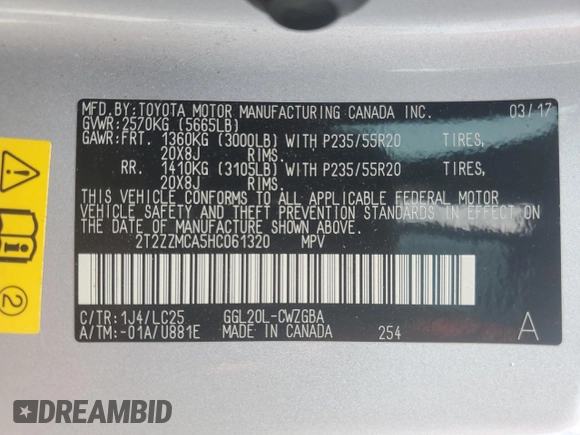 MFD.BY:TOYOTA MOTOR MANUFACTURING CANADA INC. 03/17
GVWR:2570KG (5665LB)
GAWR:FRT. 1360KG (3000LB) WITH P235/55R20 TIRES,
20X8J RIMS.
RR. 1410KG (3105LB) WITH P235/55R20 TIRES,
20X8J RIMS.
THIS VEHICLE CONFORMS TO ALL APPLICABLE FEDERAL MOTOR
VEHICLE SAFETY AND THEFT PREVENTION STANDARDS IN EFFECT ON
THE DATE OF MANUFACTURE SHOWN ABOVE.
2T2ZZMCA5HC061320 MPV
C/TR:1J4/LC25 GGL20L-CWZGBA
A/TM:-01A/U881E MADE IN CANADA 254 A
2
DREAMBID